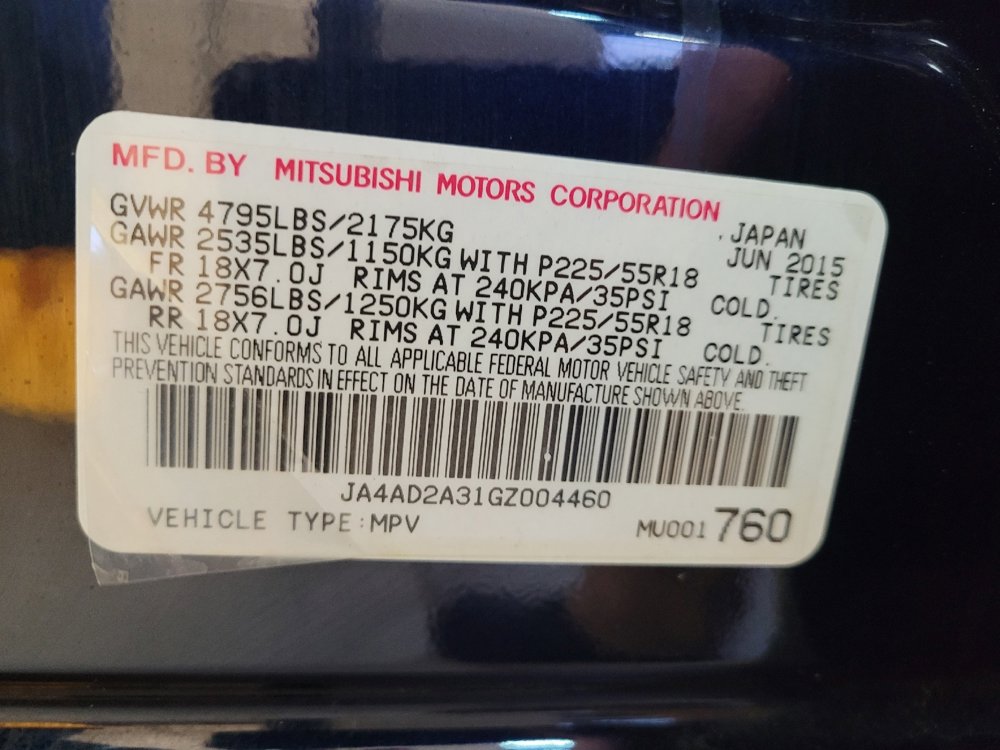 MFD. BY MITSUBISHI MOTORS CORPORATION . JAPAN
GVWR 4795LBS/2175KG JUN 2015
GAWR 2535LBS/1150KG WITH P225/55R18 TIRES
FR 18X7.0J RIMS AT 240KPA/35PSI COLD.
GAWR 2756LBS/1250KG WITH P225/55R18 TIRES
RR 18X7.0J RIMS AT 240KPA/35PSI COLD.
THIS VEHICLE CONFORMS TO ALL APPLICABLE FEDERAL MOTOR VEHICLE SAFETY AND THEFT
PREVENTION STANDARDS IN EFFECT ON THE DATE OF MANUFACTURE SHOWN ABOVE.
JA4AD2A31GZ004460
VEHICLE TYPE:MPV MU001 760